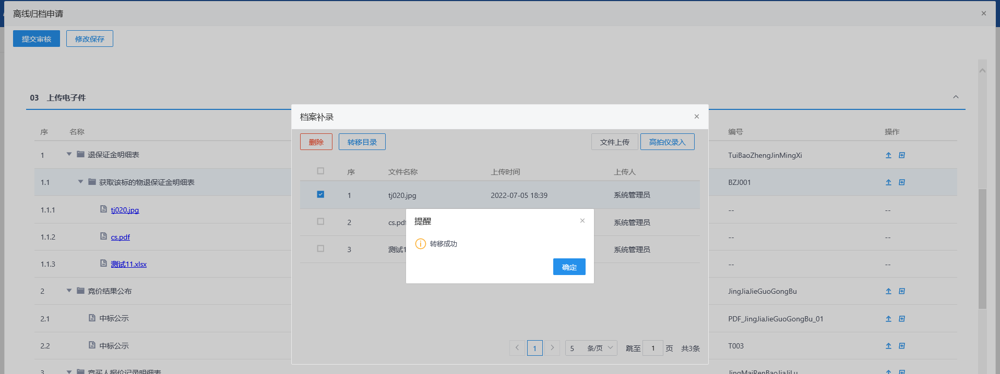 离线归档申请
提交审核
修改保存
03 上传电子件
序 名称 编号 操作
1 退保证金明细表 TuiBaoZhengJinMingXi
1.1 获取该标的物退保证金明细表 BZJ001
1.1.1 tj020.jpg -- --
1.1.2 cs.pdf -- --
1.1.3 测试11.xlsx -- --
2 竞价结果公布 JingJiaJieGuoGongBu
2.1 中标公示 PDF_JingJiaJieGuoGongBu_01
2.2 中标公示 T003
3 竞买人报价记录明细表 JingMaiRenBaoJiaJiLu
档案补录
删除
转移目录
文件上传
高拍仪录入
序 文件名称 上传时间 上传人
1 tj020.jpg 2022-07-05 18:39 系统管理员
2 cs.pdf 系统管理员
3 测试1 系统管理员
1 5 条/页 跳至 1 页 共3条
提醒
转移成功
确定